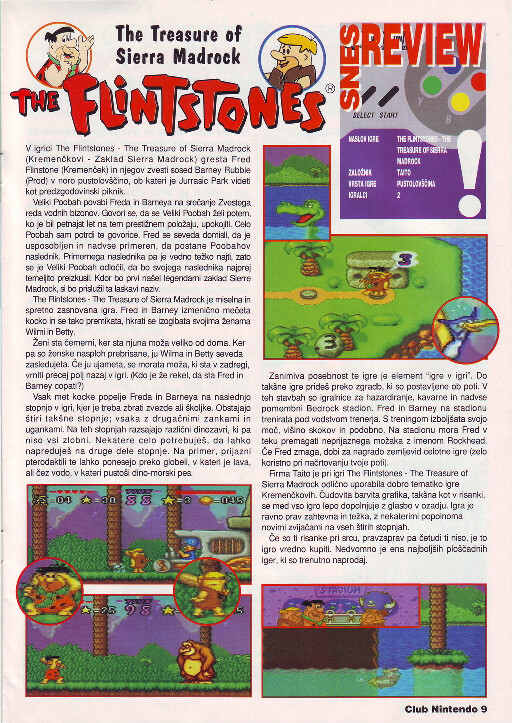 The Treasure of
Sierra Madrock
THE FLINTSTONES®
SNES
REVIEW
SELECT START
Y
B
NASLOV IGRE THE FLINTSTONES - THE
TREASURE OF SIERRA
MADROCK
ZALOŽNIK TAITO
VRSTA IGRE PUSTOLOVŠČINA
IGRALCI 2
!
V igrici The Flintstones - The Treasure of Sierra Madrock
(Kremenčkovi - Zaklad Sierra Madrock) gresta Fred
Flinstone (Kremenček) in njegov zvesti sosed Barney Rubble
(Prod) v noro pustolovščino, ob kateri je Jurrasic Park videti
kot predzgodovinski piknik.
Veliki Poobah povabi Freda in Barneya na srečanje Zvestega
reda vodnih bizonov. Govori se, da se Veliki Poobah želi potem,
ko je bil petnajst let na tem prestižnem položaju, upokojiti. Celo
Poobah sam potrdi te govorice. Fred se seveda domisli, da je
usposobljen in nadvse primeren, da postane Poobahov
naslednik. Primernega naslednika pa je vedno težko najti, zato
se je Veliki Poobah odločil, da bo svojega naslednika najprej
temeljito preizkusil. Kdor bo prvi našel legendarni zaklad Sierre
Madrock, si bo prislužil ta laskavi naziv.
The Flintstones - The Treasure of Sierra Madrock je miselna in
spretno zasnovana igra. Fred in Barney izmenično mečeta
kocko in se tako premikata, hkrati se izogibata svojima ženama
Wilmi in Betty.
Ženi sta čemerni, ker sta njuna moža veliko od doma. Ker
pa so ženske nasploh prebrisane, ju Wilma in Betty seveda
zasledujeta. Če ju ujameta, se morata moža, ki sta v zadregi,
vrniti precej polj nazaj v igri. (Kdo je že rekel, da sta Fred in
Barney copati?)
Vsak met kocke popelje Freda in Barneya na naslednjo
stopnjo v igri, kjer je treba zbrati zvezde ali školjke. Obstajajo
štiri takšne stopnje; vsaka z drugačnimi zankami in
ugankami. Na teh stopnjah razsajajo različni dinozavri, ki pa
niso vsi zlobni. Nekatere celo potrebuješ, da lahko
napreduješ na druge dele stopnje. Na primer, prijazni
pterodaktili te lahko ponesejo preko globeli, v kateri je lava,
ali čez vodo, v kateri pustoši dino-morski pes.
3
3
Zanimiva posebnost te igre je element "igre v igri". Do
takšne igre prideš preko zgradb, ki so postavljene ob poti. V
teh stavbah so igralnice za hazardiranje, kavarne in nadvse
pomembni Bedrock stadion. Fred in Barney na stadionu
trenirata pod vodstvom trenerja. S treningom izboljšata svojo
moč, višino skokov in podobno. Na stadionu mora Fred v
teku premagati neprijaznega možaka z imenom Rockhead.
Če Fred zmaga, dobi za nagrado zemljevid celotne igre (zelo
koristno pri načrtovanju tvoje poti).
Firma Taito je pri igri The Flintstones - The Treasure of
Sierra Madrock odlično uporabila dobro tematiko igre
Kremenčkovih. Čudovita barvita grafika, takšna kot v risanki,
se med vso igro lepo dopolnjuje z glasbo v ozadju. Igra je
ravno prav zahtevna in težka, z nekaterimi popolnoma
novimi zvijačami na vseh štirih stopnjah.
Če so ti risanke pri srcu, pravzaprav pa četudi ti niso, je to
igro vredno kupiti. Nedvomno je ena najboljših ploščadnih
iger, ki so trenutno naprodaj.
STADIUM
Club Nintendo 9